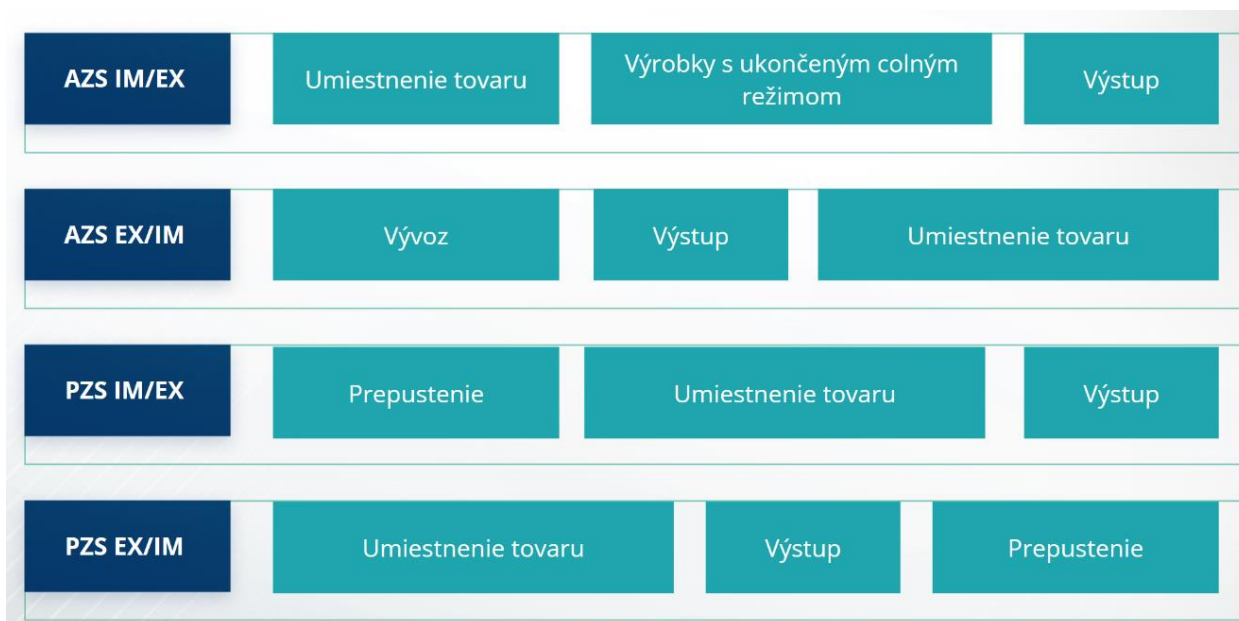 AZS IM/EX
Umiestnenie tovaru
Výrobky s ukončeným colným
režimom
Výstup
AZS EX/IM
Vývoz
Výstup
Umiestnenie tovaru
PZS IM/EX
Prepustenie
Umiestnenie tovaru
Výstup
PZS EX/IM
Umiestnenie tovaru
Výstup
Prepustenie